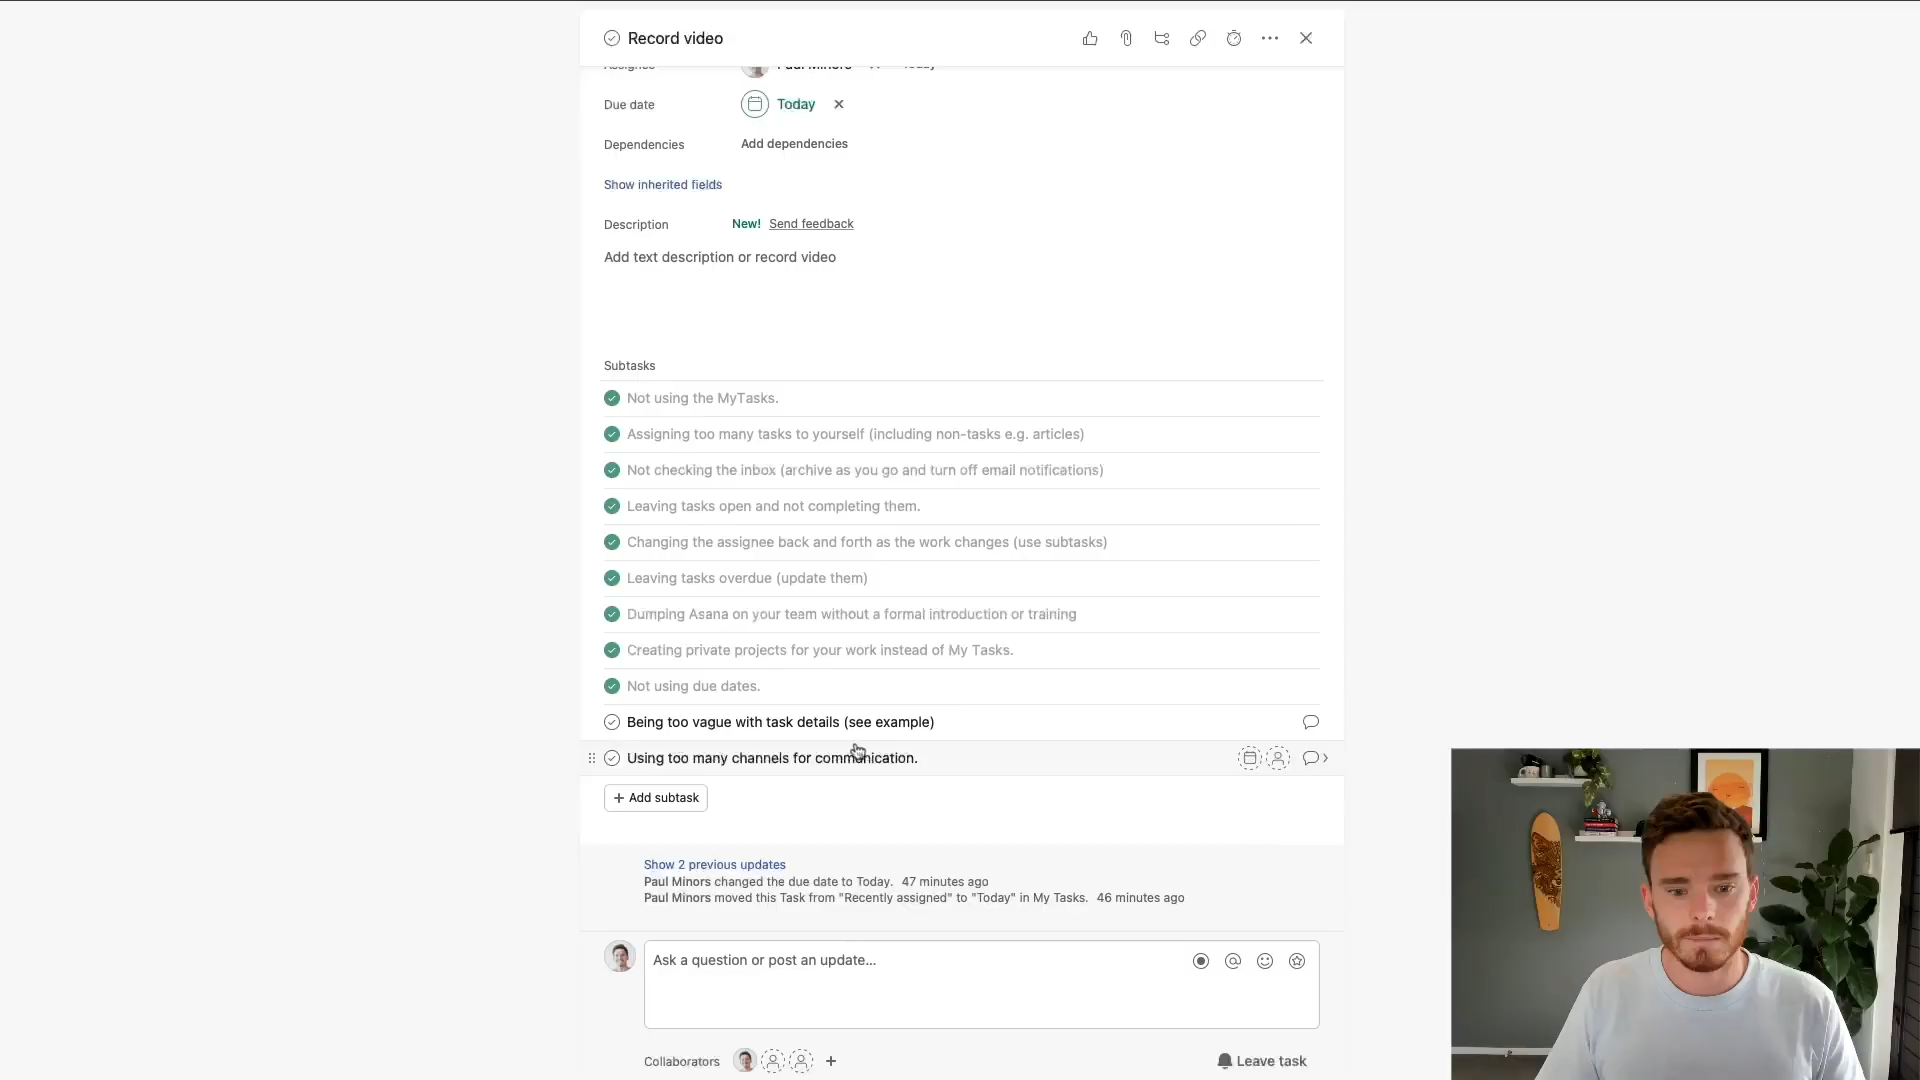 Record video
Assignee Paul Minors Today
Due date Today
Dependencies Add dependencies
Show inherited fields
Description New! Send feedback
Add text description or record video
Subtasks
Not using the MyTasks.
Assigning too many tasks to yourself (including non-tasks e.g. articles)
Not checking the inbox (archive as you go and turn off email notifications)
Leaving tasks open and not completing them.
Changing the assignee back and forth as the work changes (use subtasks)
Leaving tasks overdue (update them)
Dumping Asana on your team without a formal introduction or training
Creating private projects for your work instead of My Tasks.
Not using due dates.
Being too vague with task details (see example)
Using too many channels for communication.
+ Add subtask
Show 2 previous updates
Paul Minors changed the due date to Today. 47 minutes ago
Paul Minors moved this Task from "Recently assigned" to "Today" in My Tasks. 46 minutes ago
Ask a question or post an update...
Collaborators + Leave task